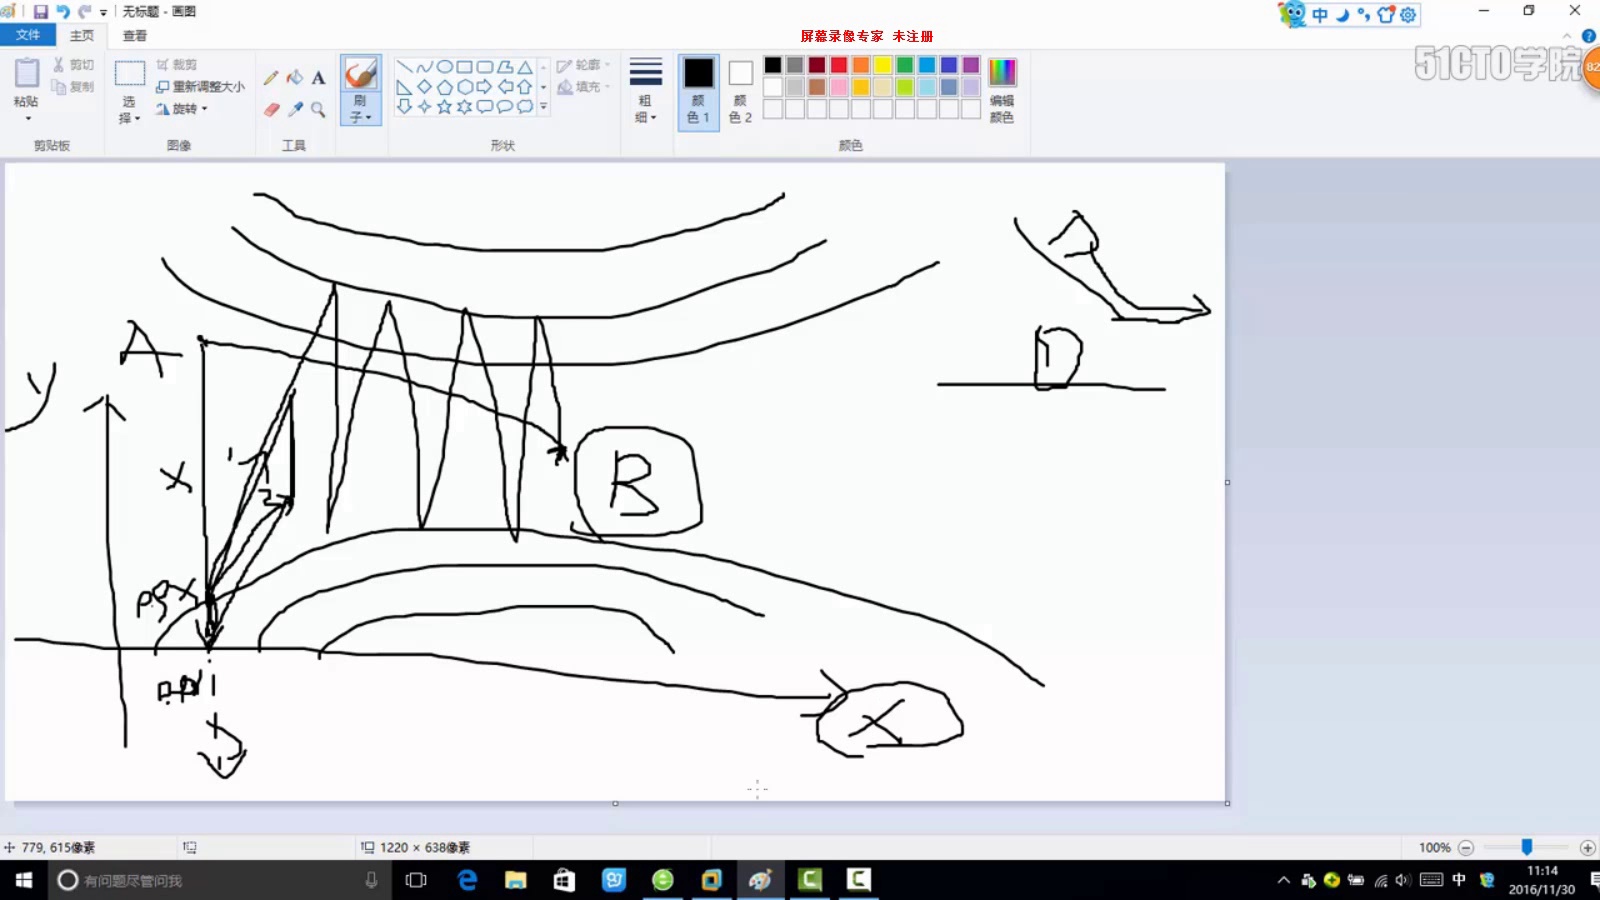 无标题 - 画图
中
文件
主页
查看
屏幕录像专家 未注册
51CTO学院
82
粘贴
剪切
复制
选择
裁剪
重新调整大小
旋转
A
刷子
轮廓
填充
粗细
颜色 1
颜色 2
编辑颜色
剪贴板
图像
工具
形状
颜色
A
y
X
B
D
X
779, 615像素
1220 × 638像素
100%
有问题尽管问我
中
11:14
2016/11/30